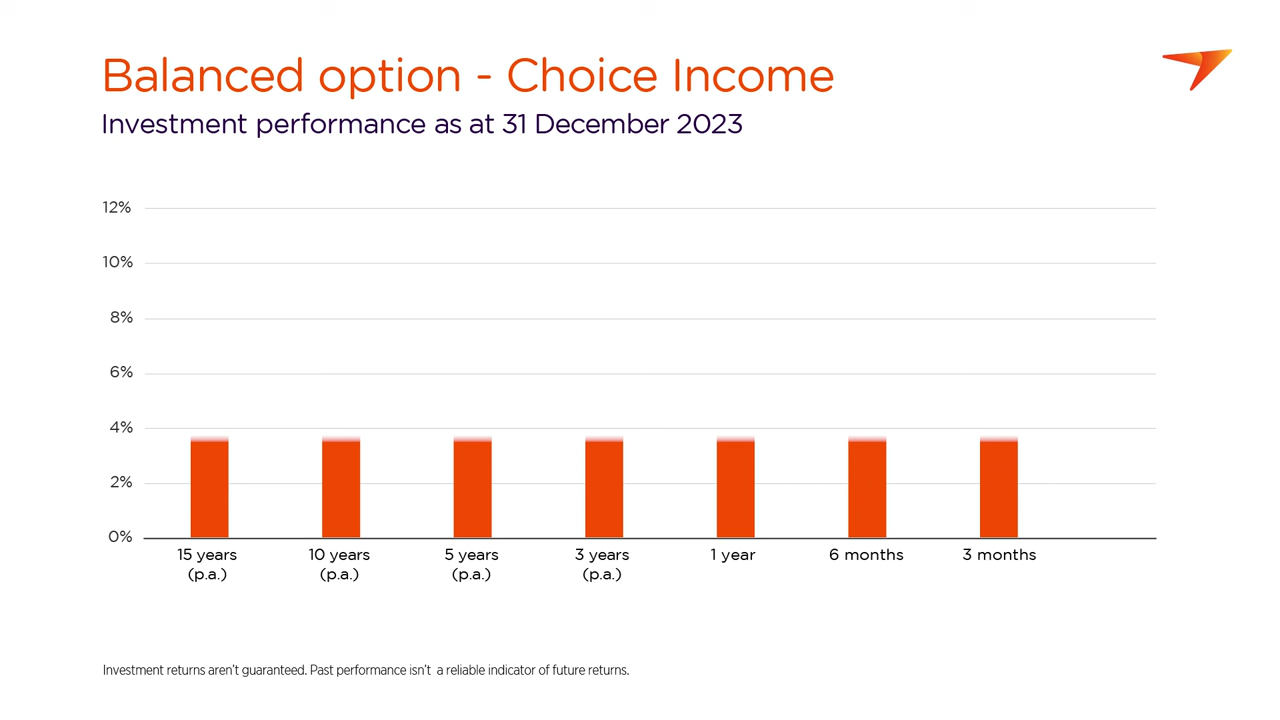 Balanced option - Choice Income
Investment performance as at 31 December 2023
12%
10%
8%
6%
4%
2%
0%
15 years (p.a.)
10 years (p.a.)
5 years (p.a.)
3 years (p.a.)
1 year
6 months
3 months
Investment returns aren't guaranteed. Past performance isn't a reliable indicator of future returns.